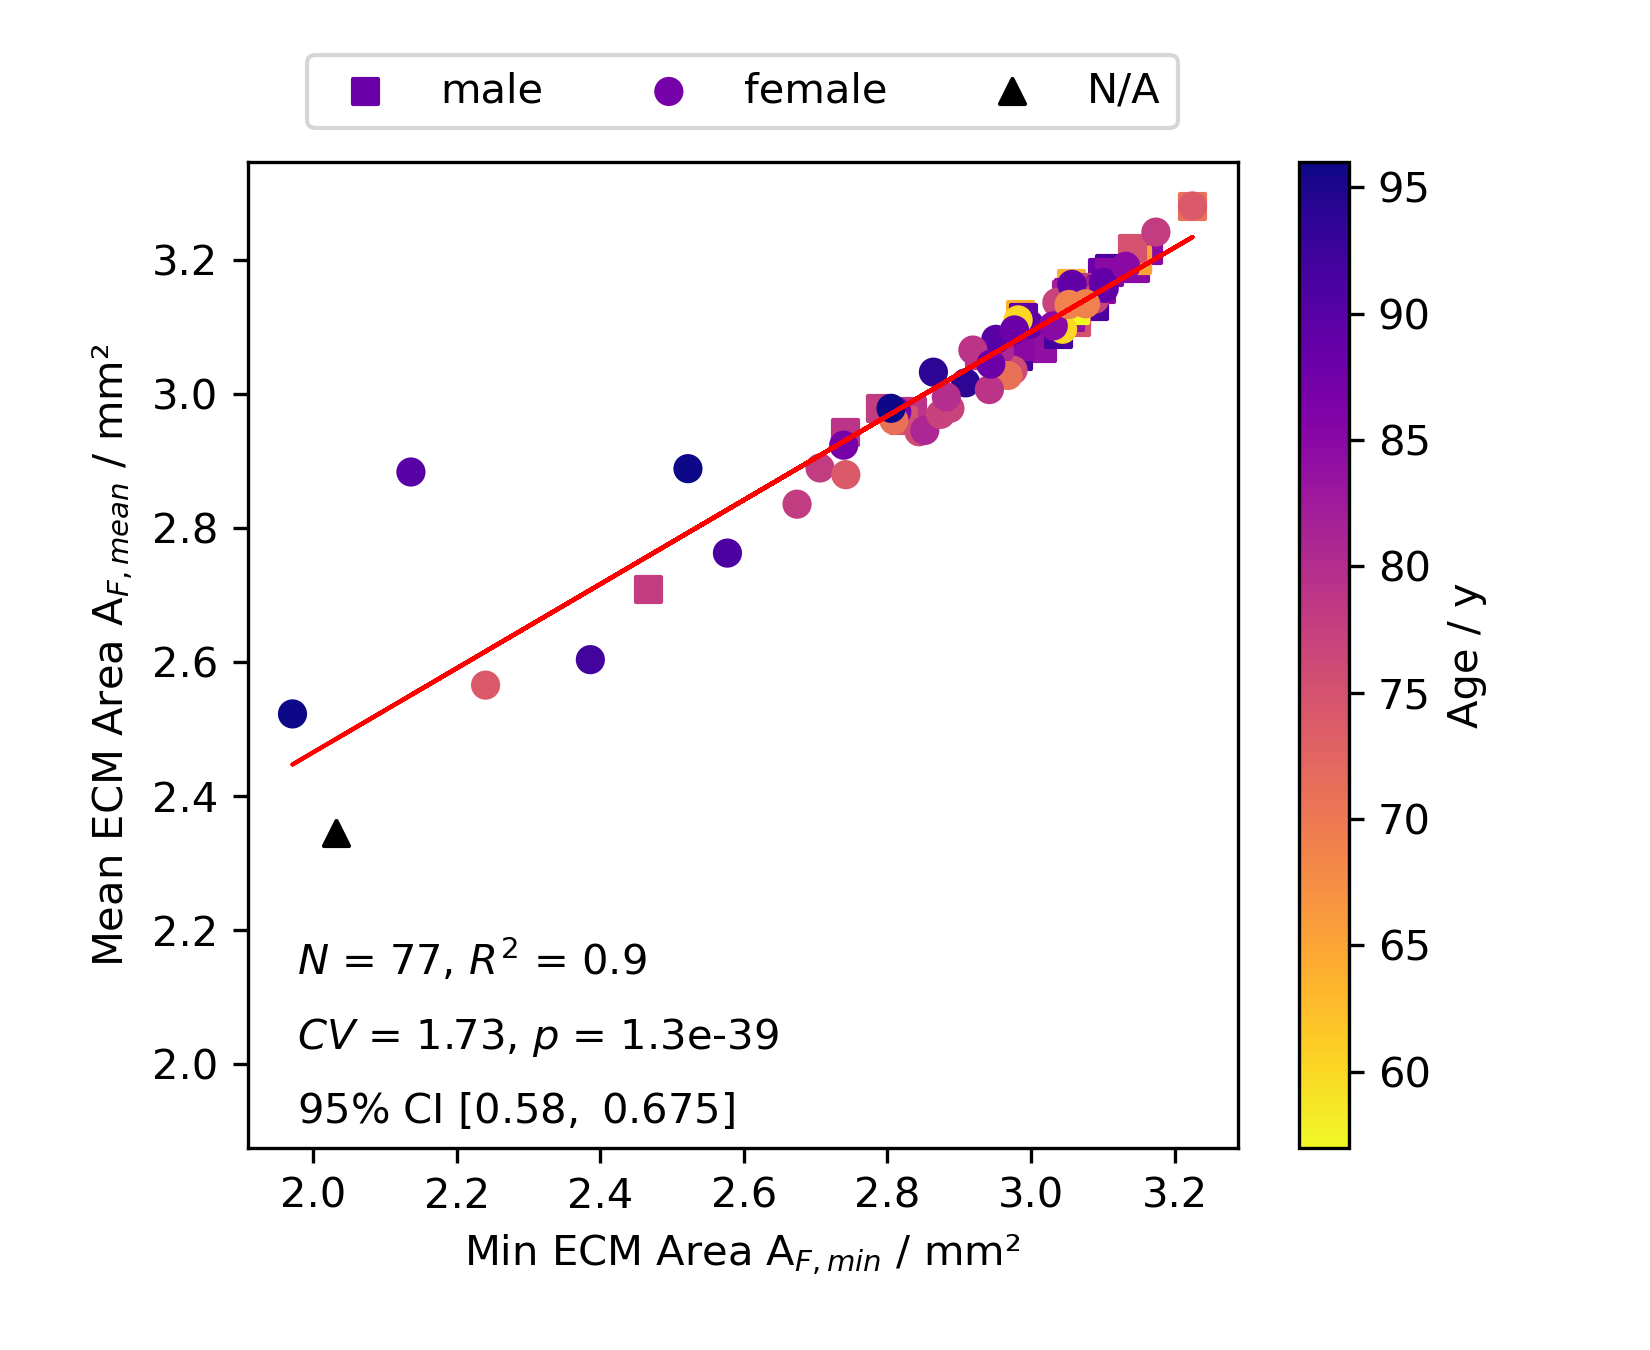 male female N/A
3.2
3.0
2.8
2.6
2.4
2.2
2.0
Mean ECM Area A_{F, mean} / mm²
N = 77, R² = 0.9
CV = 1.73, p = 1.3e-39
95% CI [0.58, 0.675]
2.0 2.2 2.4 2.6 2.8 3.0 3.2
Min ECM Area A_{F, min} / mm²
95
90
85
80
75
70
65
60
Age / y